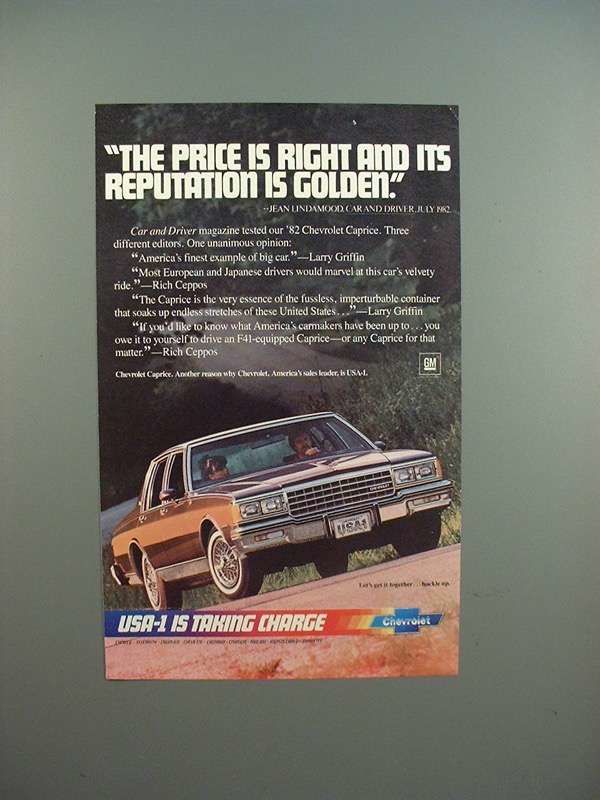 "THE PRICE IS RIGHT AND ITS
REPUTATION IS GOLDEN."
--JEAN LINDAMOOD, CAR AND DRIVER, JULY 1982.
Car and Driver magazine tested our '82 Chevrolet Caprice. Three
different editors. One unanimous opinion:
"America's finest example of big car."—Larry Griffin
"Most European and Japanese drivers would marvel at this car's velvety
ride."—Rich Ceppos
"The Caprice is the very essence of the fussless, imperturbable container
that soaks up endless stretches of these United States..."—Larry Griffin
"If you'd like to know what America's carmakers have been up to...you
owe it to yourself to drive an F41-equipped Caprice—or any Caprice for that
matter."—Rich Ceppos
GM
Chevrolet Caprice. Another reason why Chevrolet, America's sales leader, is USA-1.
CHEVROLET
USA-1
Let's get it together...buckle up.
USA-1 IS TAKING CHARGE
Chevrolet